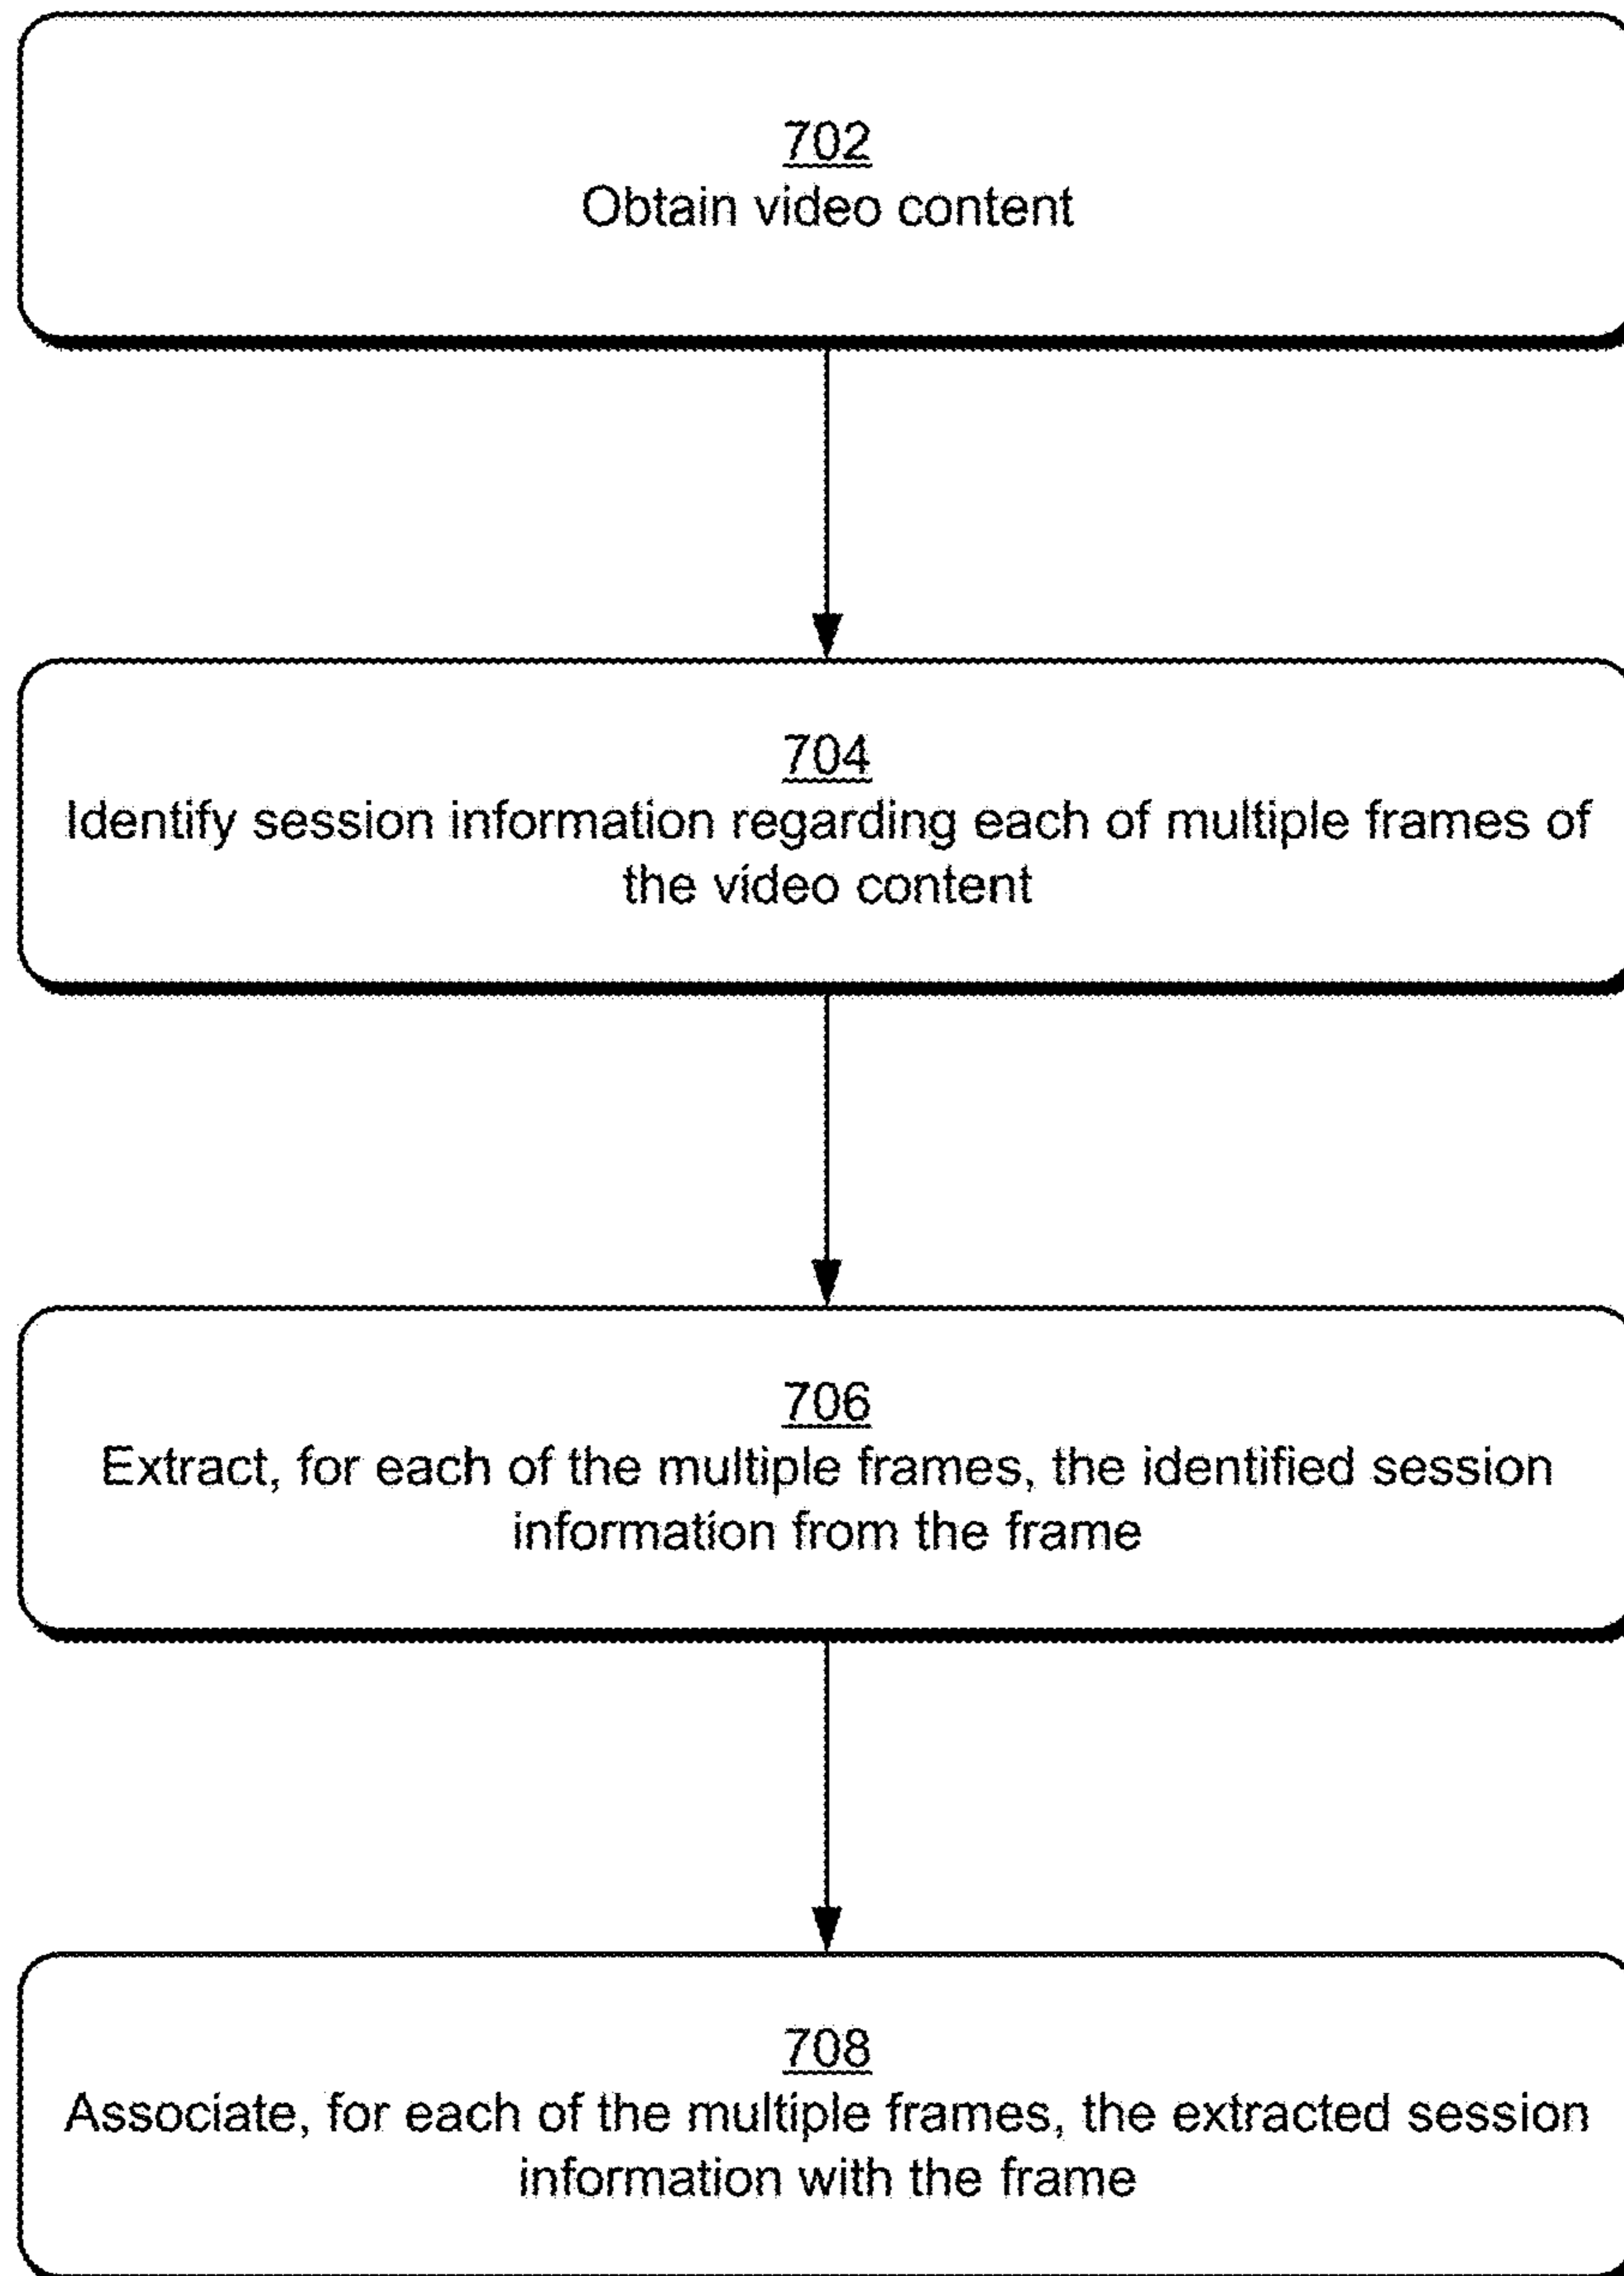 702
Obtain video content
704
Identify session information regarding each of multiple frames of
the video content
706
Extract, for each of the multiple frames, the identified session
information from the frame
708
Associate, for each of the multiple frames, the extracted session
information with the frame